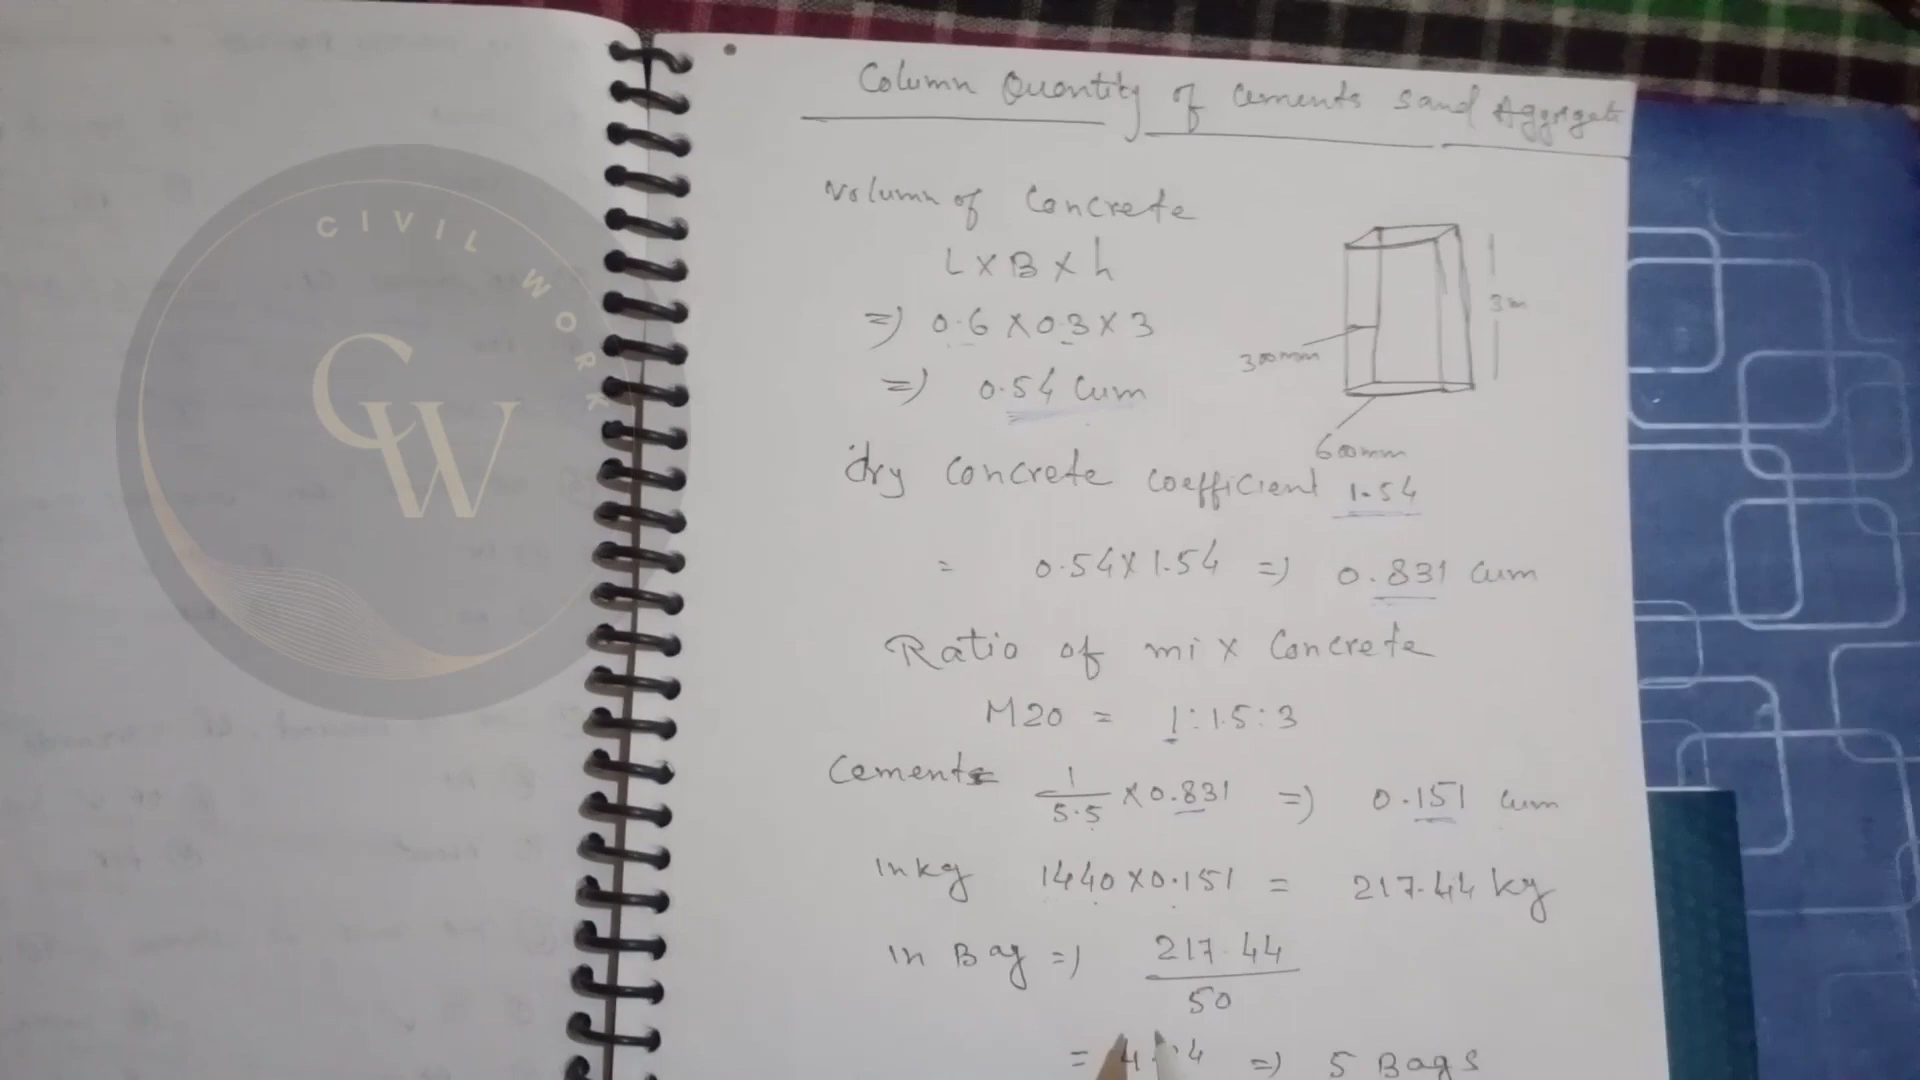 CIVIL WORK
CW
Column Quantity of Cements sand Aggrigate
Volumn of Concrete
L X B X h
=) 0.6 X 0.3 X 3
=) 0.54 Cum
3m
300mm
600mm
dry Concrete coefficient 1.54
= 0.54 X 1.54 =) 0.831 Cum
Ratio of mix Concrete
M20 = 1:1.5:3
Cements 1/5.5 X 0.831 =) 0.151 Cum
In kg 1440 X 0.151 = 217.44 kg
In Bag =) 217.44/50
= =) 5 Bags